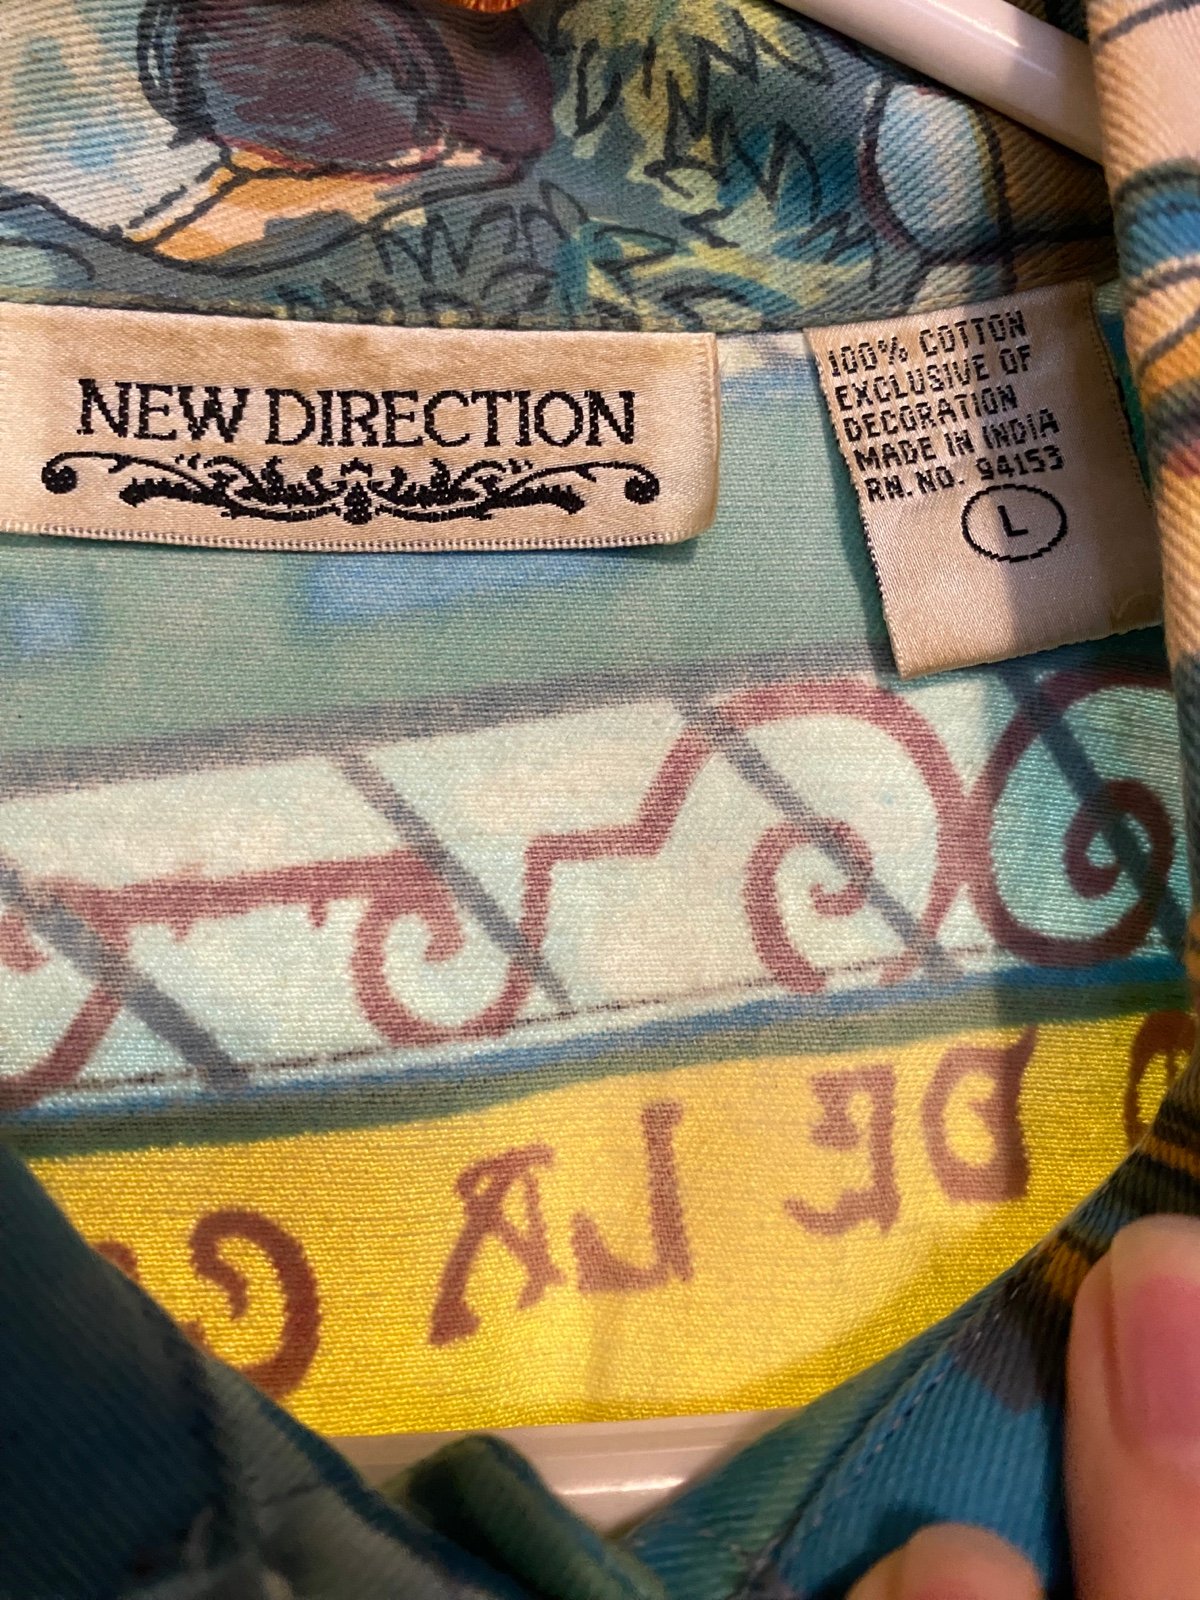 NEW DIRECTION
100% COTTON
EXCLUSIVE OF
DECORATION
MADE IN INDIA
RN. NO. 94153
L